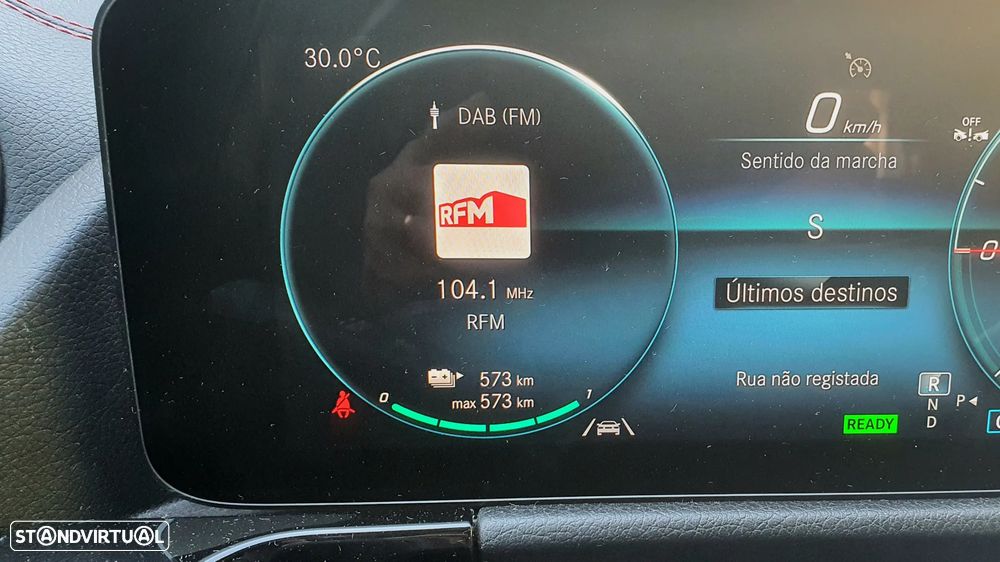 30.0°C
DAB (FM)
RFM
104.1 MHz
RFM
573 km
max 573 km
0
1
0 km/h
Sentido da marcha
S
Últimos destinos
Rua não registada
READY
OFF
0
R
N
D
P
STANDVIRTUAL